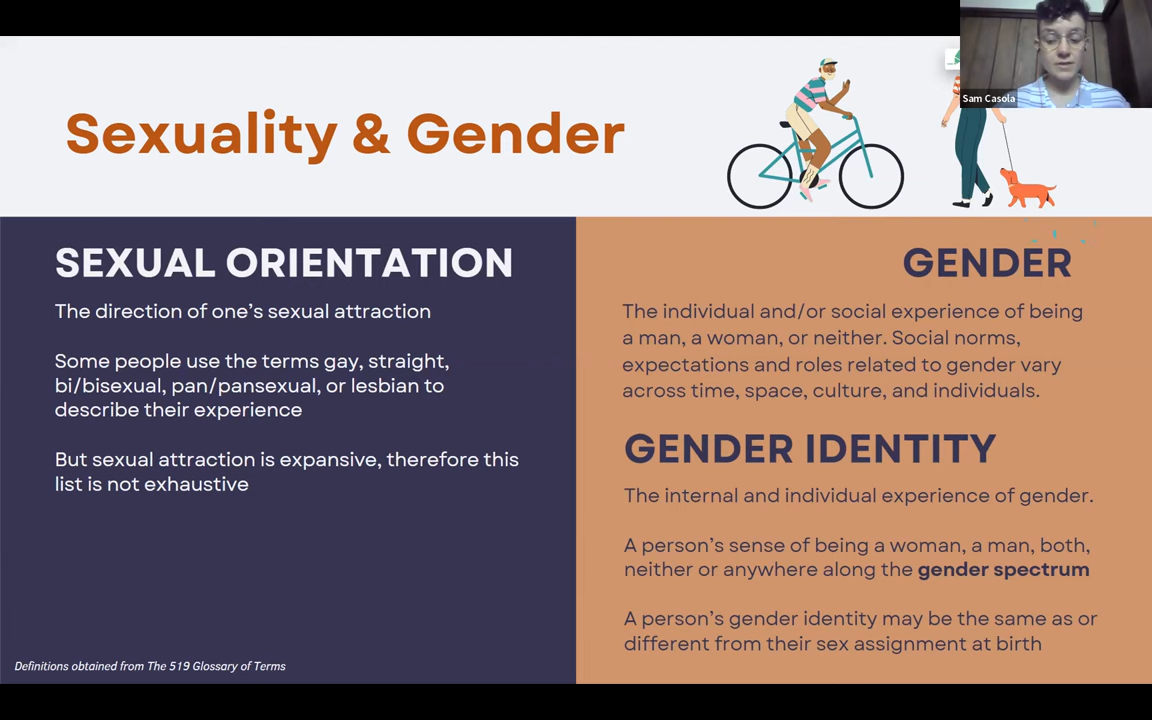 Sam Casola
Sexuality & Gender
SEXUAL ORIENTATION
The direction of one’s sexual attraction
Some people use the terms gay, straight,
bi/bisexual, pan/pansexual, or lesbian to
describe their experience
But sexual attraction is expansive, therefore this
list is not exhaustive
Definitions obtained from The 519 Glossary of Terms
GENDER
The individual and/or social experience of being
a man, a woman, or neither. Social norms,
expectations and roles related to gender vary
across time, space, culture, and individuals.
GENDER IDENTITY
The internal and individual experience of gender.
A person’s sense of being a woman, a man, both,
neither or anywhere along the gender spectrum
A person’s gender identity may be the same as or
different from their sex assignment at birth